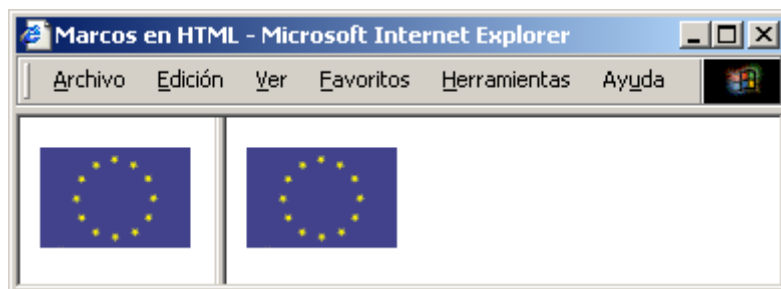 Marcos en HTML - Microsoft Internet Explorer
Archivo Edición Ver Favoritos Herramientas Ayuda